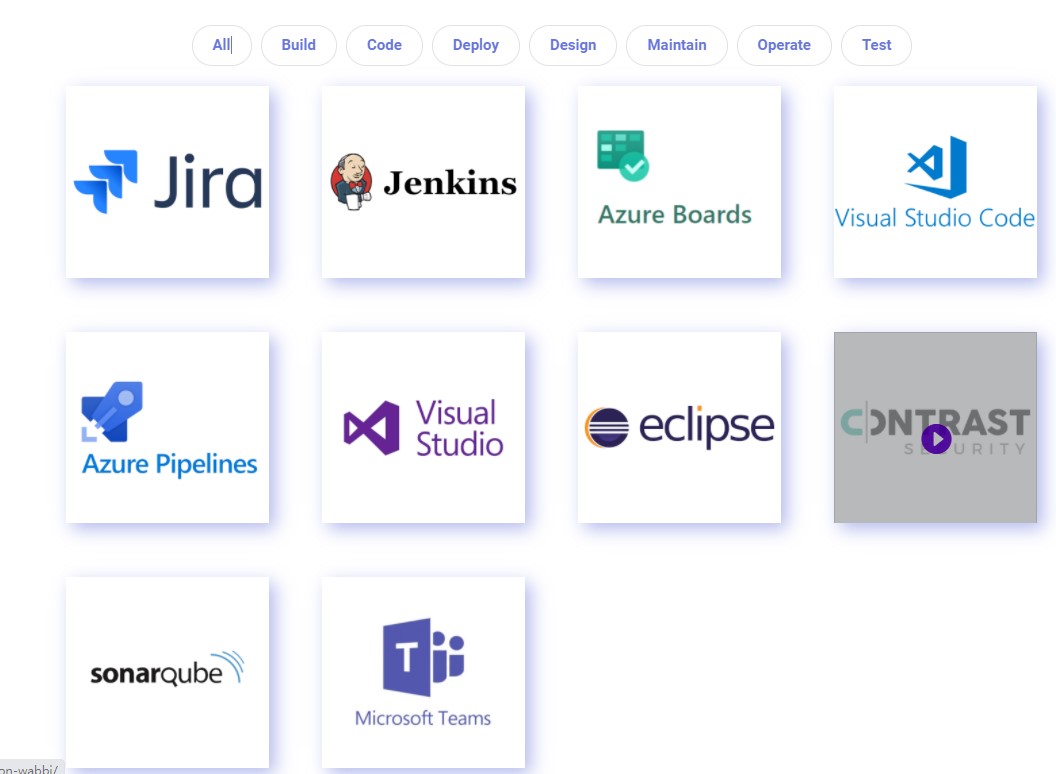 All
Build
Code
Deploy
Design
Maintain
Operate
Test
Jira
Jenkins
Azure Boards
Visual Studio Code
Azure Pipelines
Visual
Studio
eclipse
CONTRAST
SECURITY
sonarqube
T
Microsoft Teams
on-wabbi/